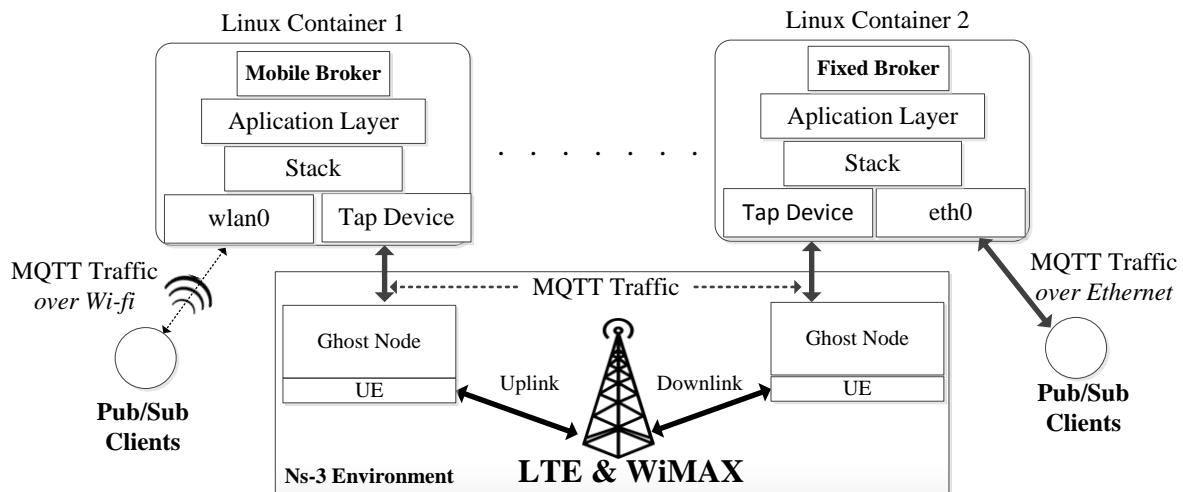 Linux Container 1
Linux Container 2
Mobile Broker
Aplication Layer
Stack
wlan0
Tap Device
Fixed Broker
Aplication Layer
Stack
Tap Device
eth0
. . . . . . .
MQTT Traffic
over Wi-fi
Pub/Sub
Clients
MQTT Traffic
Ghost Node
UE
Uplink
Downlink
Ghost Node
UE
Ns-3 Environment
LTE & WiMAX
MQTT Traffic
over Ethernet
Pub/Sub
Clients